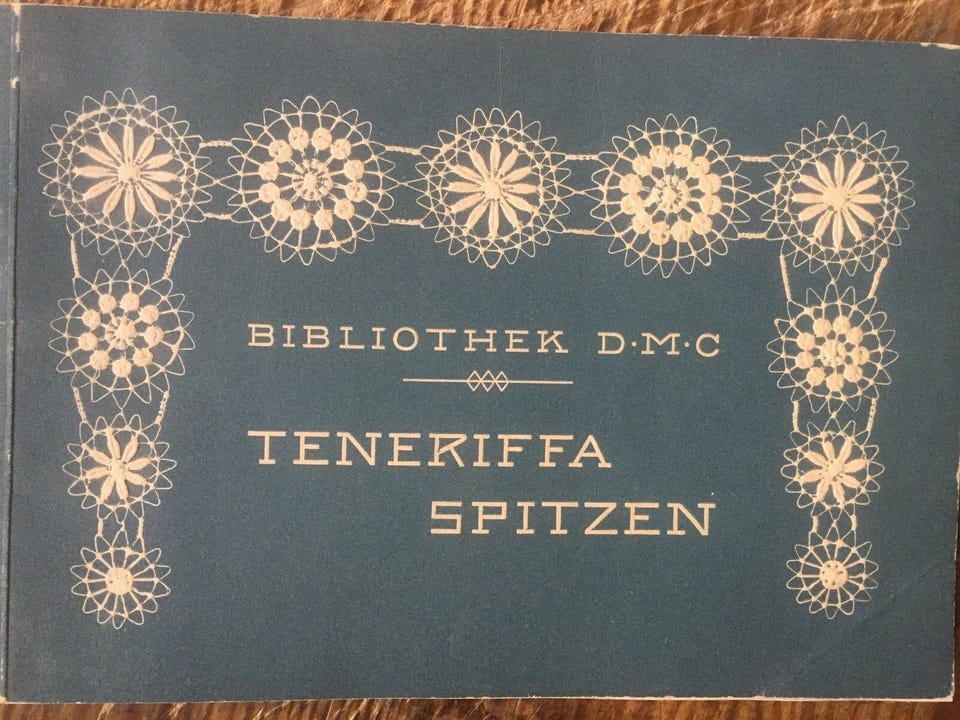 BIBLIOTHEK D·M·C
TENERIFFA
SPITZEN